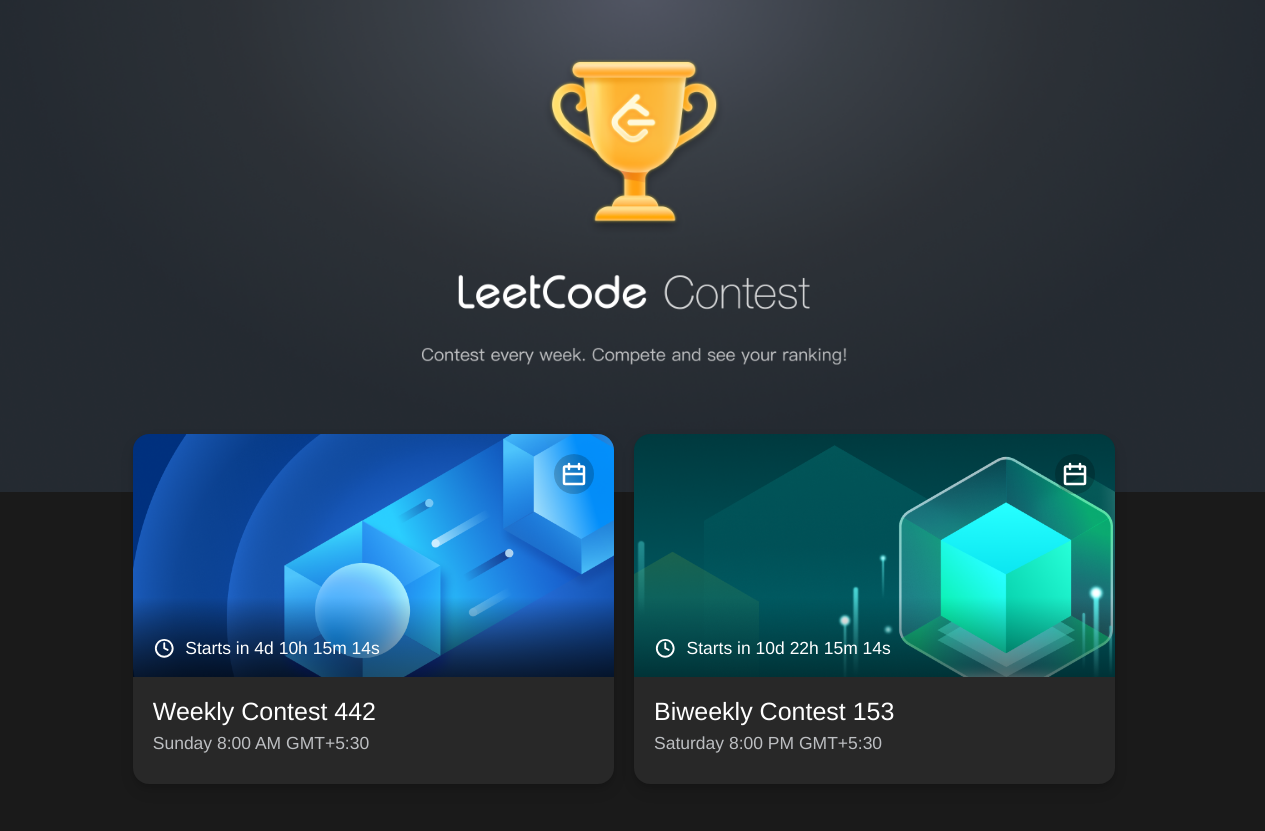 LeetCode Contest
Contest every week. Compete and see your ranking!
Starts in 4d 10h 15m 14s
Weekly Contest 442
Sunday 8:00 AM GMT+5:30
Starts in 10d 22h 15m 14s
Biweekly Contest 153
Saturday 8:00 PM GMT+5:30